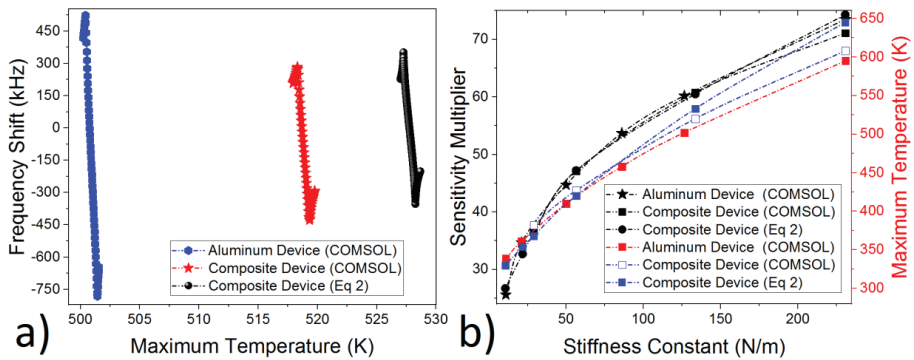 a)
Frequency Shift (kHz)
450
300
150
0
-150
-300
-450
-600
-750
Aluminum Device (COMSOL)
Composite Device (COMSOL)
Composite Device (Eq 2)
500 505 510 515 520 525 530
Maximum Temperature (K)
b)
Sensitivity Multiplier
70
60
50
40
30
Aluminum Device (COMSOL)
Composite Device (COMSOL)
Composite Device (Eq 2)
Aluminum Device (COMSOL)
Composite Device (COMSOL)
Composite Device (Eq 2)
0 50 100 150 200
Stiffness Constant (N/m)
650
600
550
500
450
400
350
300
Maximum Temperature (K)